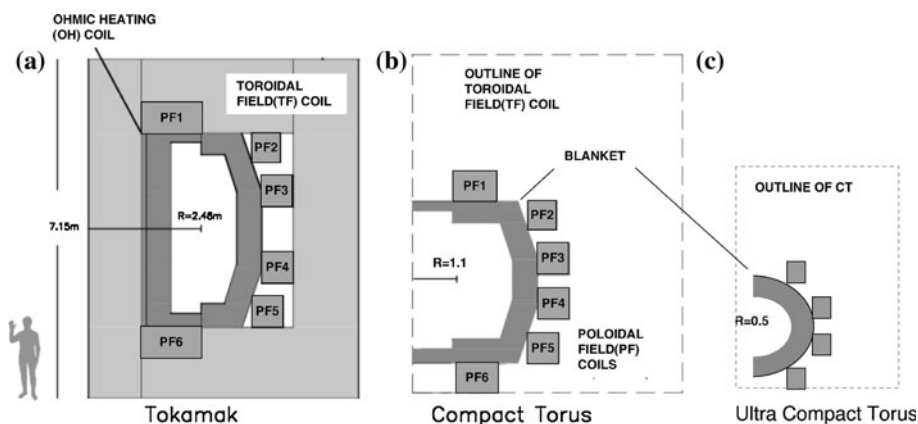 OHMIC HEATING
(OH) COIL
(a)
TOROIDAL
FIELD(TF) COIL
PF1
PF2
PF3
R=2.48m
7.15m
PF4
PF5
PF6
Tokamak
(b)
OUTLINE OF
TOROIDAL
FIELD(TF) COIL
BLANKET
PF1
PF2
PF3
R=1.1
PF4
PF5
POLOIDAL
FIELD(PF)
COILS
PF6
Compact Torus
(c)
OUTLINE OF CT
R=0.5
Ultra Compact Torus